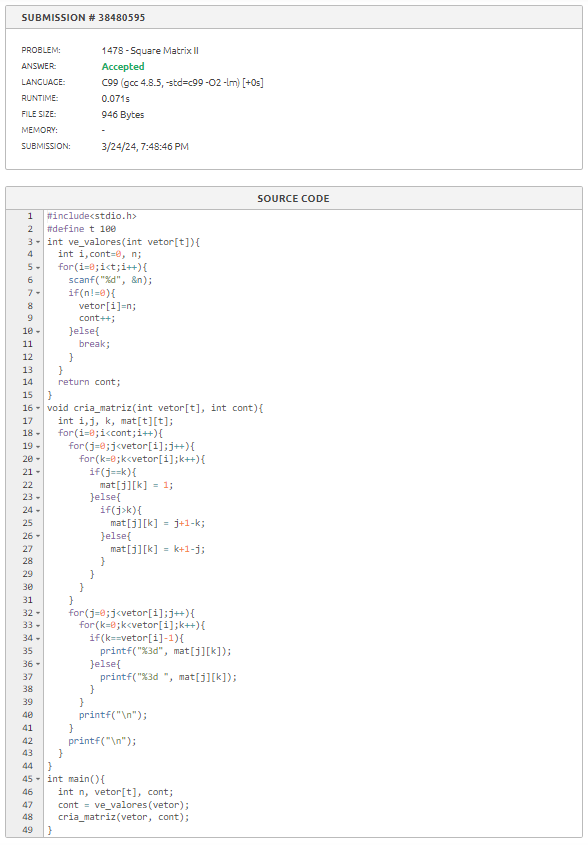 SUBMISSION # 38480595
PROBLEM: 1478 - Square Matrix II
ANSWER: Accepted
LANGUAGE: C99 (gcc 4.8.5, -std=c99 -O2 -lm) [+0s]
RUNTIME: 0.071s
FILE SIZE: 946 Bytes
MEMORY: -
SUBMISSION: 3/24/24, 7:48:46 PM
SOURCE CODE
1 #include<stdio.h>
2 #define t 100
3 int ve_valores(int vetor[t]){
4   int i,cont=0, n;
5   for(i=0;i<t;i++){
6     scanf("%d", &n);
7     if(n!=0){
8       vetor[i]=n;
9       cont++;
10     }else{
11       break;
12     }
13   }
14   return cont;
15 }
16 void cria_matriz(int vetor[t], int cont){
17   int i,j, k, mat[t][t];
18   for(i=0;i<cont;i++){
19     for(j=0;j<vetor[i];j++){
20       for(k=0;k<vetor[i];k++){
21         if(j==k){
22           mat[j][k] = 1;
23         }else{
24           if(j>k){
25             mat[j][k] = j+1-k;
26           }else{
27             mat[j][k] = k+1-j;
28           }
29         }
30       }
31     }
32     for(j=0;j<vetor[i];j++){
33       for(k=0;k<vetor[i];k++){
34         if(k==vetor[i]-1){
35           printf("%3d", mat[j][k]);
36         }else{
37           printf("%3d ", mat[j][k]);
38         }
39       }
40       printf("\n");
41     }
42     printf("\n");
43   }
44 }
45 int main(){
46   int n, vetor[t], cont;
47   cont = ve_valores(vetor);
48   cria_matriz(vetor, cont);
49 }